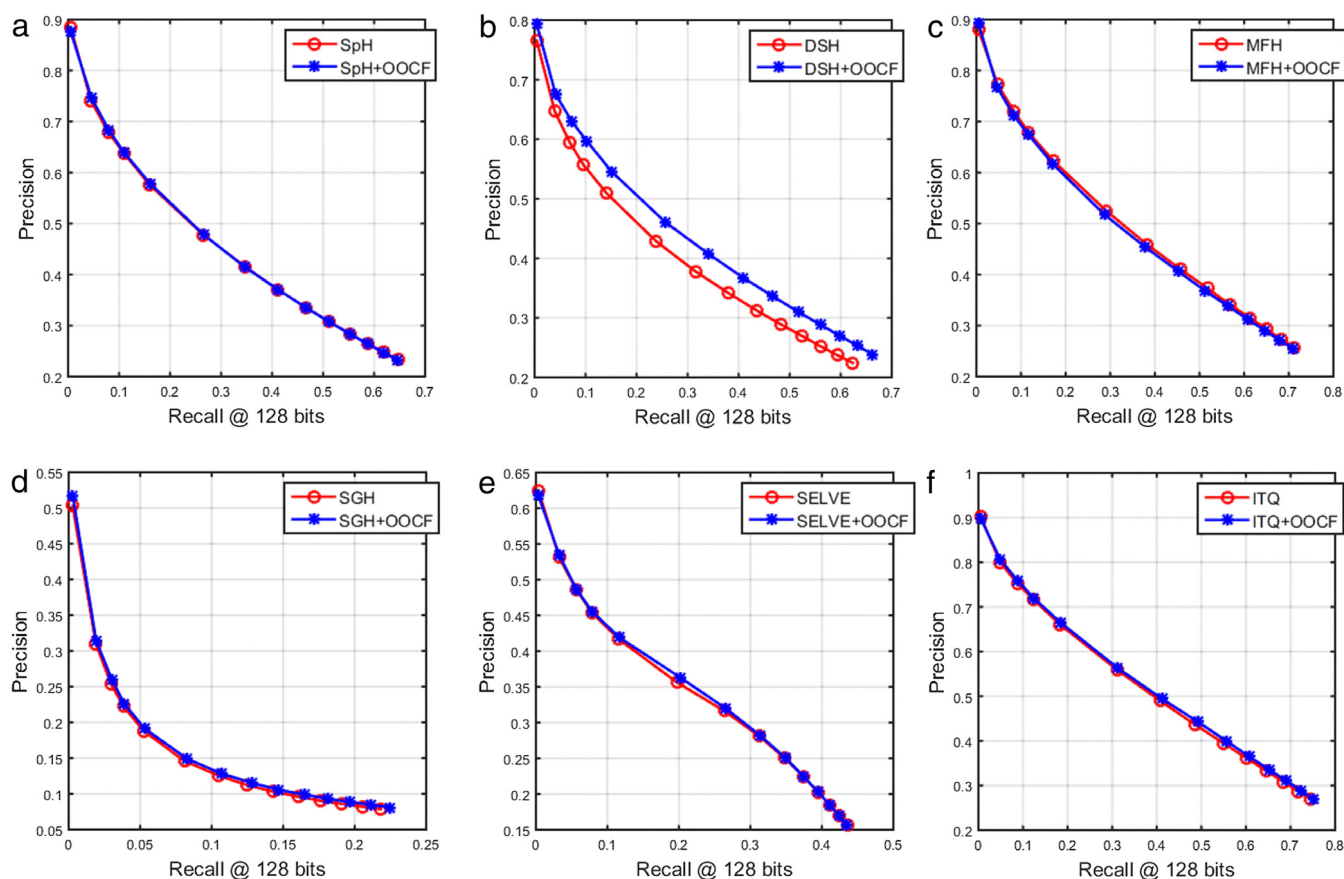 a
0.9
0.8
0.7
0.6
0.5
0.4
0.3
0.2
Precision
SpH
SpH+OOCF
0 0.1 0.2 0.3 0.4 0.5 0.6 0.7
Recall @ 128 bits
b
0.8
0.7
0.6
0.5
0.4
0.3
0.2
Precision
DSH
DSH+OOCF
0 0.1 0.2 0.3 0.4 0.5 0.6 0.7
Recall @ 128 bits
c
0.9
0.8
0.7
0.6
0.5
0.4
0.3
0.2
Precision
MFH
MFH+OOCF
0 0.1 0.2 0.3 0.4 0.5 0.6 0.7 0.8
Recall @ 128 bits
d
0.55
0.5
0.45
0.4
0.35
0.3
0.25
0.2
0.15
0.1
0.05
Precision
SGH
SGH+OOCF
0 0.05 0.1 0.15 0.2 0.25
Recall @ 128 bits
e
0.65
0.6
0.55
0.5
0.45
0.4
0.35
0.3
0.25
0.2
0.15
Precision
SELVE
SELVE+OOCF
0 0.1 0.2 0.3 0.4 0.5
Recall @ 128 bits
f
1
0.9
0.8
0.7
0.6
0.5
0.4
0.3
0.2
Precision
ITQ
ITQ+OOCF
0 0.1 0.2 0.3 0.4 0.5 0.6 0.7 0.8
Recall @ 128 bits